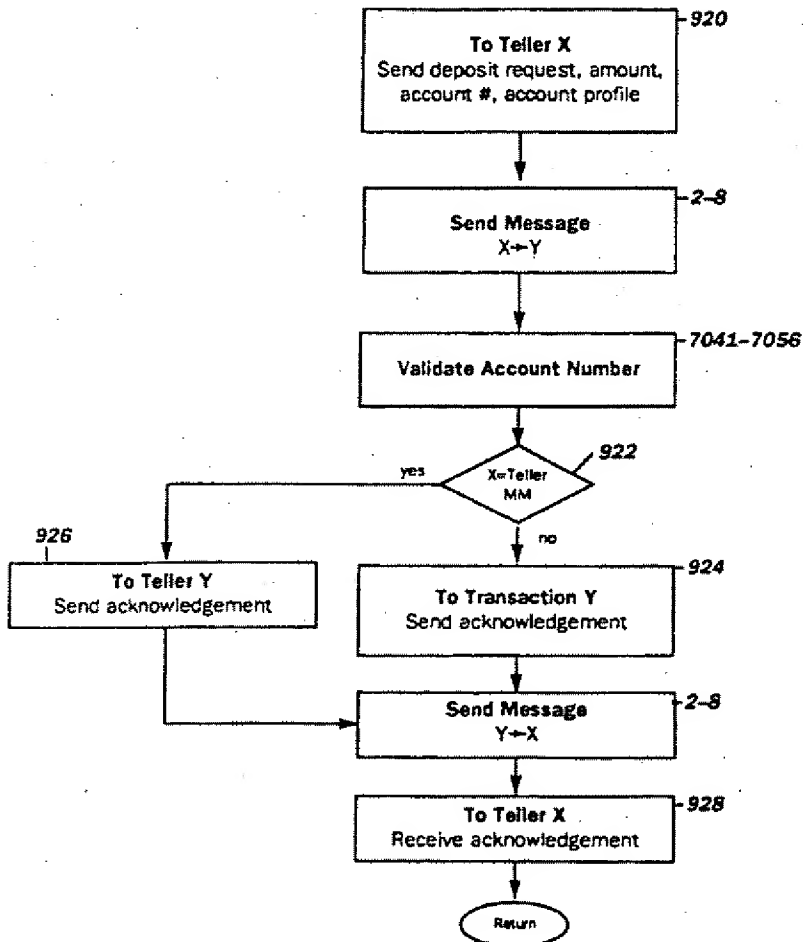 920
To Teller X
Send deposit request, amount,
account #, account profile
2-8
Send Message
X→Y
7041-7056
Validate Account Number
922
X=Teller
MM
yes
no
926
To Teller Y
Send acknowledgement
924
To Transaction Y
Send acknowledgement
2-8
Send Message
Y→X
928
To Teller X
Receive acknowledgement
Return